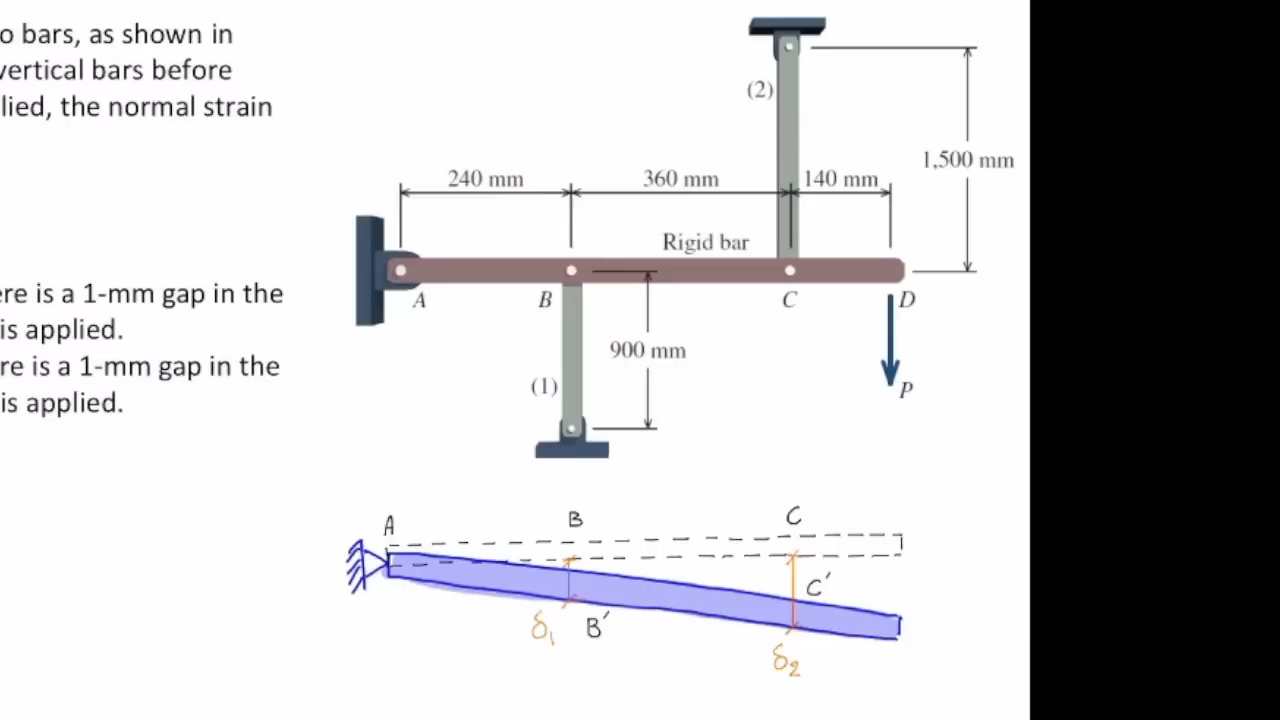 o bars, as shown in
vertical bars before
lied, the normal strain
ere is a 1-mm gap in the
is applied.
re is a 1-mm gap in the
is applied.
(2)
1,500 mm
240 mm
360 mm
140 mm
Rigid bar
A
B
C
D
900 mm
(1)
P
A
B
C
C′
δ1
B′
δ2